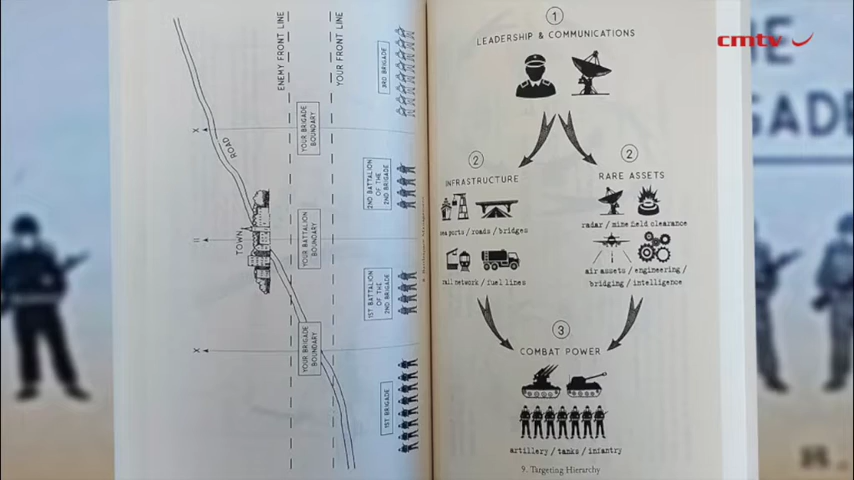 cmtv
ENEMY FRONT LINE
YOUR FRONT LINE
3RD BRIGADE
X
ROAD
YOUR BRIGADE
BOUNDARY
2ND BATTALION
OF THE
2ND BRIGADE
II
TOWN
YOUR BATTALION
BOUNDARY
1ST BATTALION
OF THE
2ND BRIGADE
X
YOUR BRIGADE
BOUNDARY
1ST BRIGADE
1
LEADERSHIP & COMMUNICATIONS
2
INFRASTRUCTURE
sea ports / roads / bridges
rail network / fuel lines
2
RARE ASSETS
radar / mine field clearance
air assets / engineering /
bridging / intelligence
3
COMBAT POWER
artillery / tanks / infantry
9. Targeting Hierarchy